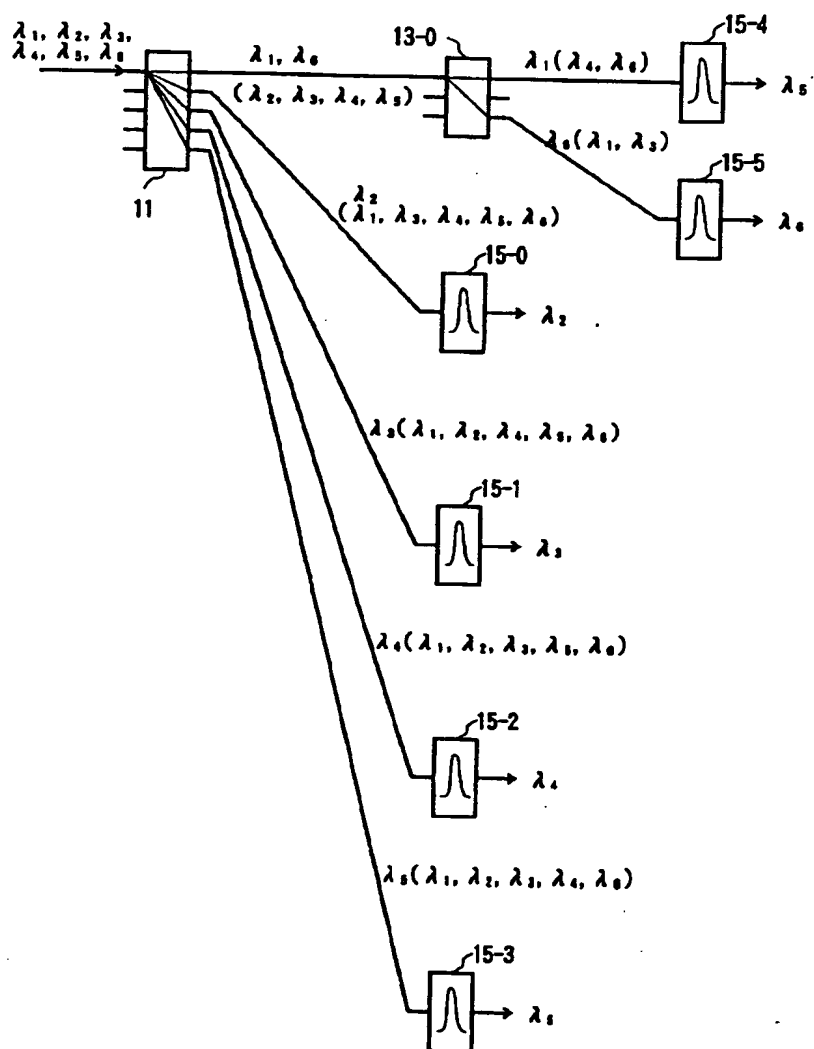 λ₁, λ₂, λ₃,
λ₄, λ₅, λ₆
11
λ₁, λ₆
(λ₂, λ₃, λ₄, λ₅)
13-0
λ₁(λ₄, λ₆)
15-4
λ₅
λ₆(λ₁, λ₃)
15-5
λ₆
λ₂
(λ₁, λ₃, λ₄, λ₅, λ₆)
15-0
λ₂
λ₃(λ₁, λ₂, λ₄, λ₅, λ₆)
15-1
λ₃
λ₄(λ₁, λ₂, λ₃, λ₅, λ₆)
15-2
λ₄
λ₅(λ₁, λ₂, λ₃, λ₄, λ₆)
15-3
λ₅